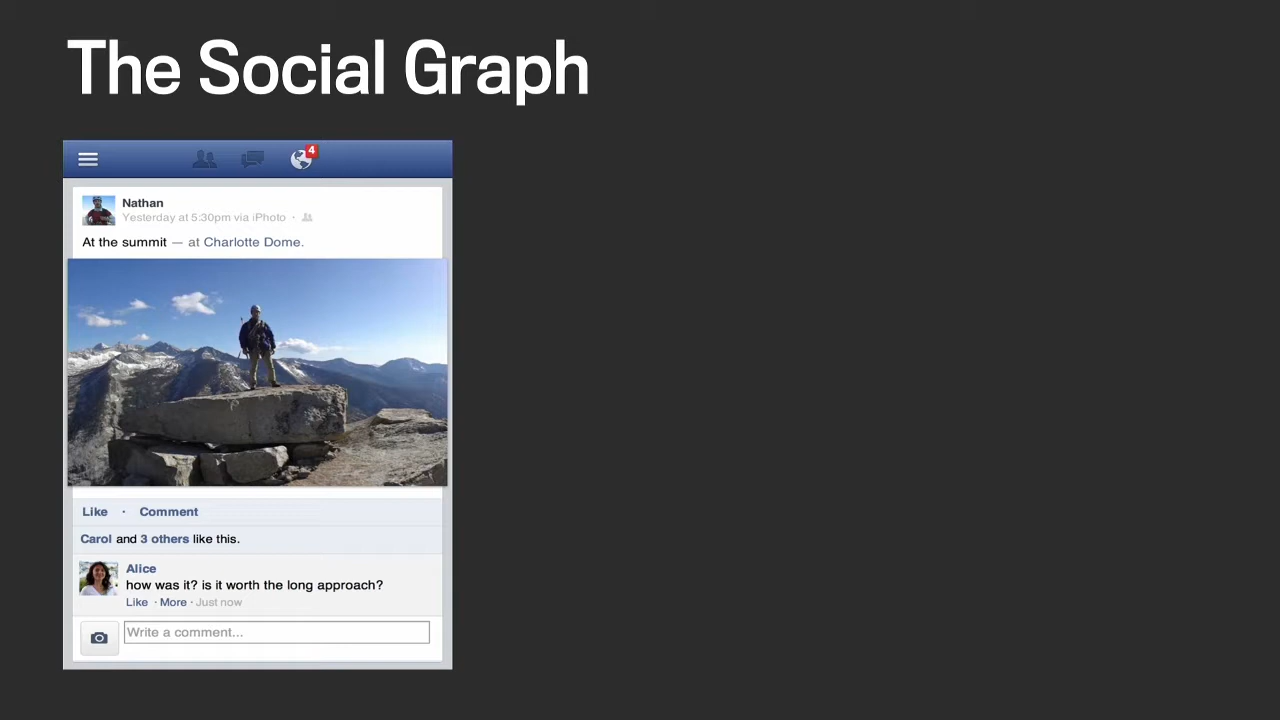 The Social Graph
4
Nathan
Yesterday at 5:30pm via iPhoto ·
At the summit — at Charlotte Dome.
Like · Comment
Carol and 3 others like this.
Alice
how was it? is it worth the long approach?
Like · More · Just now
Write a comment...